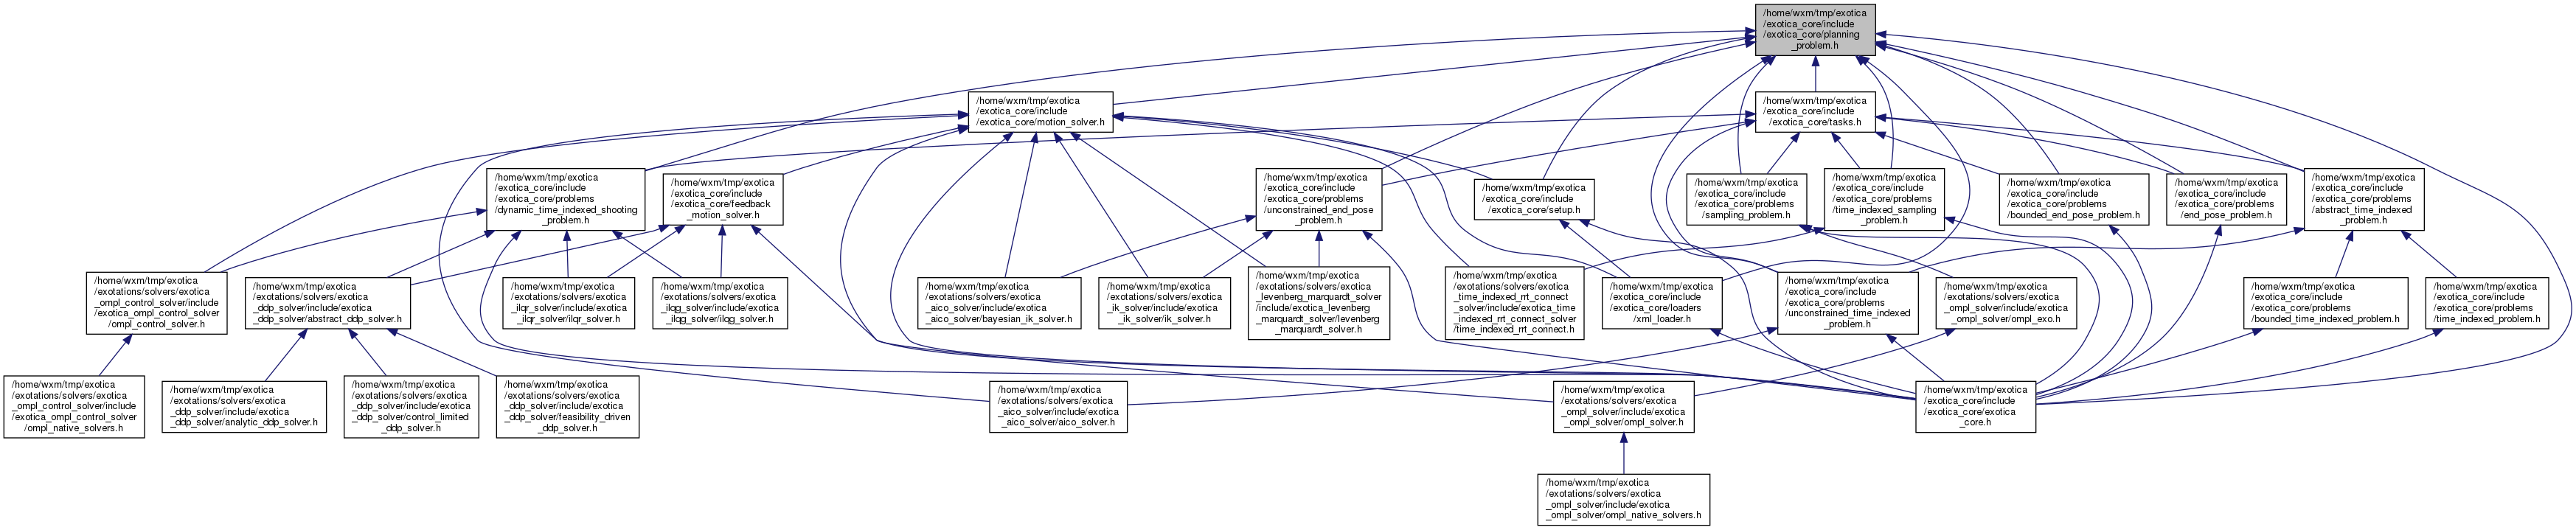 /home/wxm/tmp/exotica
/exotica_core/include
/exotica_core/planning
_problem.h
/home/wxm/tmp/exotica
/exotica_core/include
/exotica_core/motion_solver.h
/home/wxm/tmp/exotica
/exotica_core/include
/exotica_core/tasks.h
/home/wxm/tmp/exotica
/exotica_core/include
/exotica_core/problems
/dynamic_time_indexed_shooting
_problem.h
/home/wxm/tmp/exotica
/exotica_core/include
/exotica_core/feedback
_motion_solver.h
/home/wxm/tmp/exotica
/exotica_core/include
/exotica_core/problems
/unconstrained_end_pose
_problem.h
/home/wxm/tmp/exotica
/exotica_core/include
/exotica_core/setup.h
/home/wxm/tmp/exotica
/exotica_core/include
/exotica_core/problems
/sampling_problem.h
/home/wxm/tmp/exotica
/exotica_core/include
/exotica_core/problems
/time_indexed_sampling
_problem.h
/home/wxm/tmp/exotica
/exotica_core/include
/exotica_core/problems
/bounded_end_pose_problem.h
/home/wxm/tmp/exotica
/exotica_core/include
/exotica_core/problems
/end_pose_problem.h
/home/wxm/tmp/exotica
/exotica_core/include
/exotica_core/problems
/abstract_time_indexed
_problem.h
/home/wxm/tmp/exotica
/exotations/solvers/exotica
_ompl_control_solver/include
/exotica_ompl_control_solver
/ompl_control_solver.h
/home/wxm/tmp/exotica
/exotations/solvers/exotica
_ddp_solver/include/exotica
_ddp_solver/abstract_ddp_solver.h
/home/wxm/tmp/exotica
/exotations/solvers/exotica
_ilqr_solver/include/exotica
_ilqr_solver/ilqr_solver.h
/home/wxm/tmp/exotica
/exotations/solvers/exotica
_ilqg_solver/include/exotica
_ilqg_solver/ilqg_solver.h
/home/wxm/tmp/exotica
/exotations/solvers/exotica
_aico_solver/include/exotica
_aico_solver/bayesian_ik_solver.h
/home/wxm/tmp/exotica
/exotations/solvers/exotica
_ik_solver/include/exotica
_ik_solver/ik_solver.h
/home/wxm/tmp/exotica
/exotations/solvers/exotica
_levenberg_marquardt_solver
/include/exotica_levenberg
_marquardt_solver/levenberg
_marquardt_solver.h
/home/wxm/tmp/exotica
/exotations/solvers/exotica
_time_indexed_rrt_connect
_solver/include/exotica_time
_indexed_rrt_connect_solver
/time_indexed_rrt_connect.h
/home/wxm/tmp/exotica
/exotica_core/include
/exotica_core/loaders
/xml_loader.h
/home/wxm/tmp/exotica
/exotica_core/include
/exotica_core/problems
/unconstrained_time_indexed
_problem.h
/home/wxm/tmp/exotica
/exotations/solvers/exotica
_ompl_solver/include/exotica
_ompl_solver/ompl_exo.h
/home/wxm/tmp/exotica
/exotica_core/include
/exotica_core/problems
/bounded_time_indexed_problem.h
/home/wxm/tmp/exotica
/exotica_core/include
/exotica_core/problems
/time_indexed_problem.h
/home/wxm/tmp/exotica
/exotations/solvers/exotica
_ompl_control_solver/include
/exotica_ompl_control_solver
/ompl_native_solvers.h
/home/wxm/tmp/exotica
/exotations/solvers/exotica
_ddp_solver/include/exotica
_ddp_solver/analytic_ddp_solver.h
/home/wxm/tmp/exotica
/exotations/solvers/exotica
_ddp_solver/include/exotica
_ddp_solver/control_limited
_ddp_solver.h
/home/wxm/tmp/exotica
/exotations/solvers/exotica
_ddp_solver/include/exotica
_ddp_solver/feasibility_driven
_ddp_solver.h
/home/wxm/tmp/exotica
/exotations/solvers/exotica
_aico_solver/include/exotica
_aico_solver/aico_solver.h
/home/wxm/tmp/exotica
/exotations/solvers/exotica
_ompl_solver/include/exotica
_ompl_solver/ompl_solver.h
/home/wxm/tmp/exotica
/exotica_core/include
/exotica_core/exotica
_core.h
/home/wxm/tmp/exotica
/exotations/solvers/exotica
_ompl_solver/include/exotica
_ompl_solver/ompl_native_solvers.h